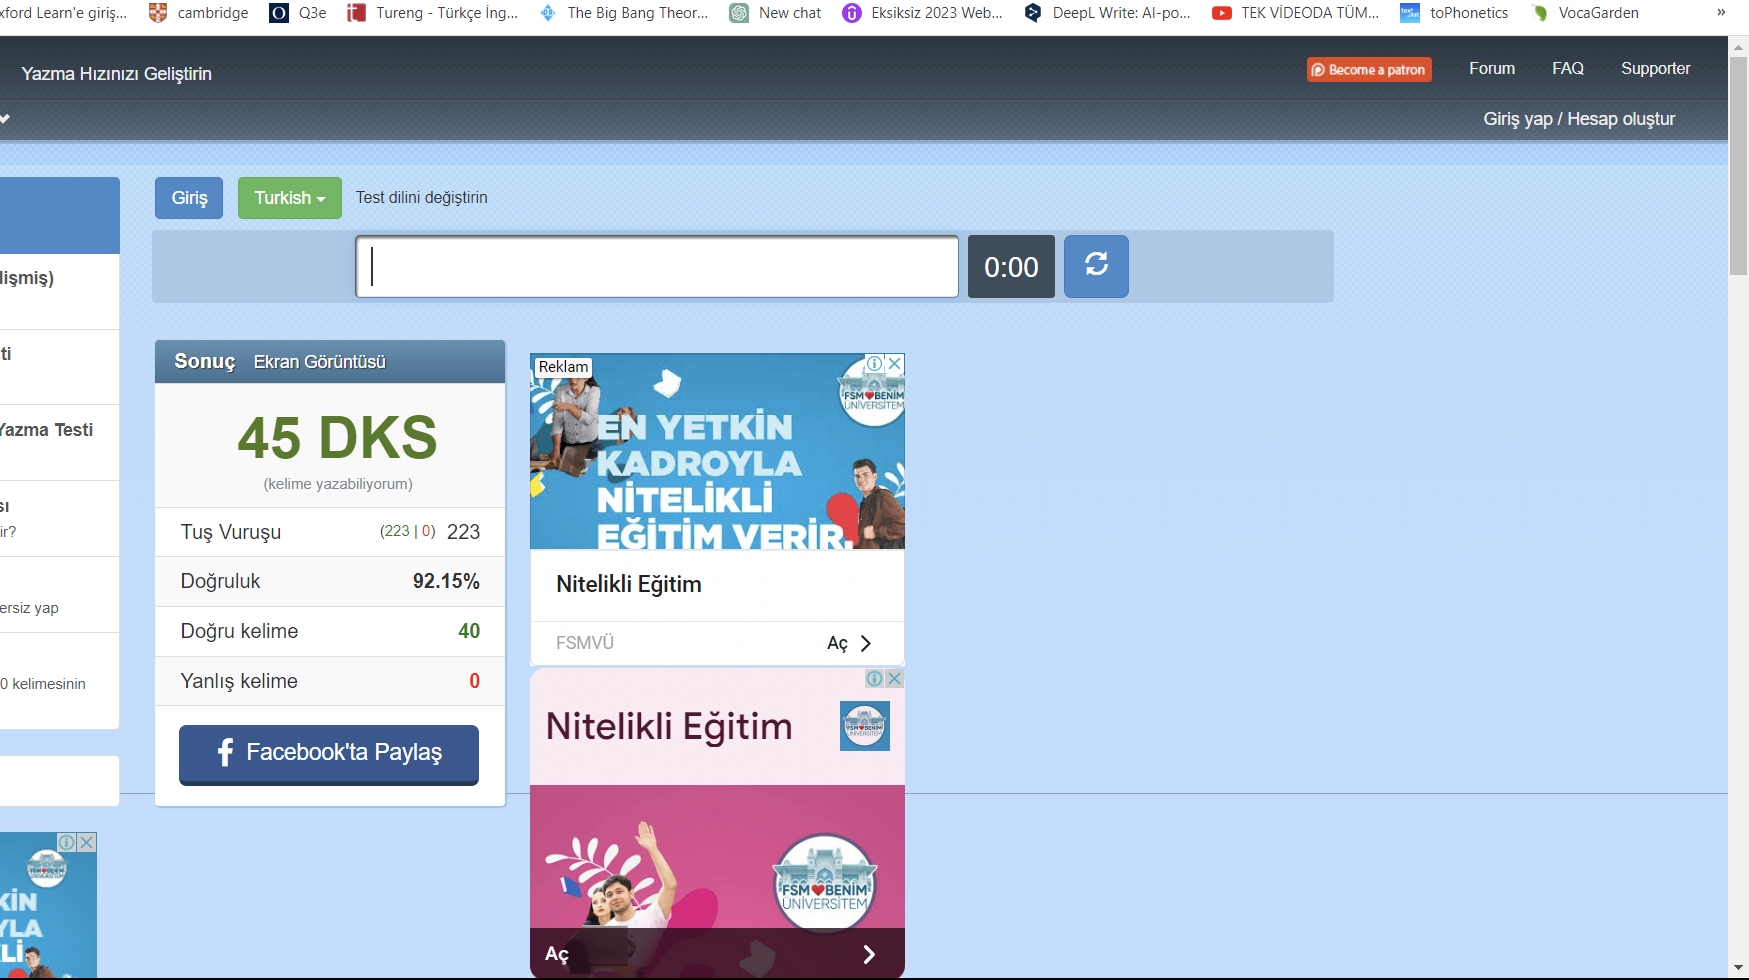 xford Learn'e giriş...
cambridge
Q3e
Tureng - Türkçe İng...
The Big Bang Theor...
New chat
Eksiksiz 2023 Web...
DeepL Write: AI-po...
TEK VİDEODA TÜM...
toPhonetics
VocaGarden
»
Yazma Hızınızı Geliştirin
Become a patron
Forum
FAQ
Supporter
Giriş yap / Hesap oluştur
Giriş
Turkish
Test dilini değiştirin
0:00
lişmiş)
ti
Yazma Testi
sı
ir?
ersiz yap
0 kelimesinin
Sonuç Ekran Görüntüsü
45 DKS
(kelime yazabiliyorum)
Tuş Vuruşu (223 | 0) 223
Doğruluk 92.15%
Doğru kelime 40
Yanlış kelime 0
Facebook'ta Paylaş
Reklam
FSM BENİM
ÜNİVERSİTEM
EN YETKİN
KADROYLA
NİTELİKLİ
EĞİTİM VERİR.
Nitelikli Eğitim
FSMVÜ
Aç
Nitelikli Eğitim
FSM BENİM
ÜNİVERSİTEM
FSM BENİM
ÜNİVERSİTEM
Aç
KİN
YLA
Lİ